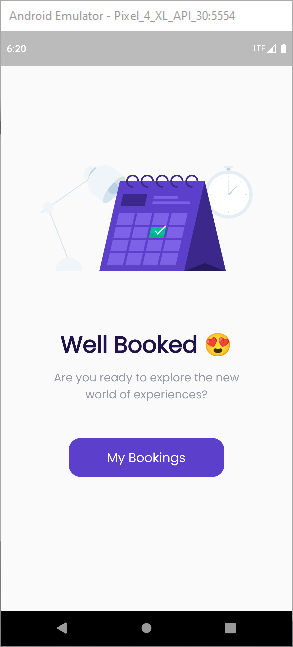 Android Emulator - Pixel_4_XL_API_30:5554
6:20 LTE
Well Booked 😍
Are you ready to explore the new
world of experiences?
My Bookings